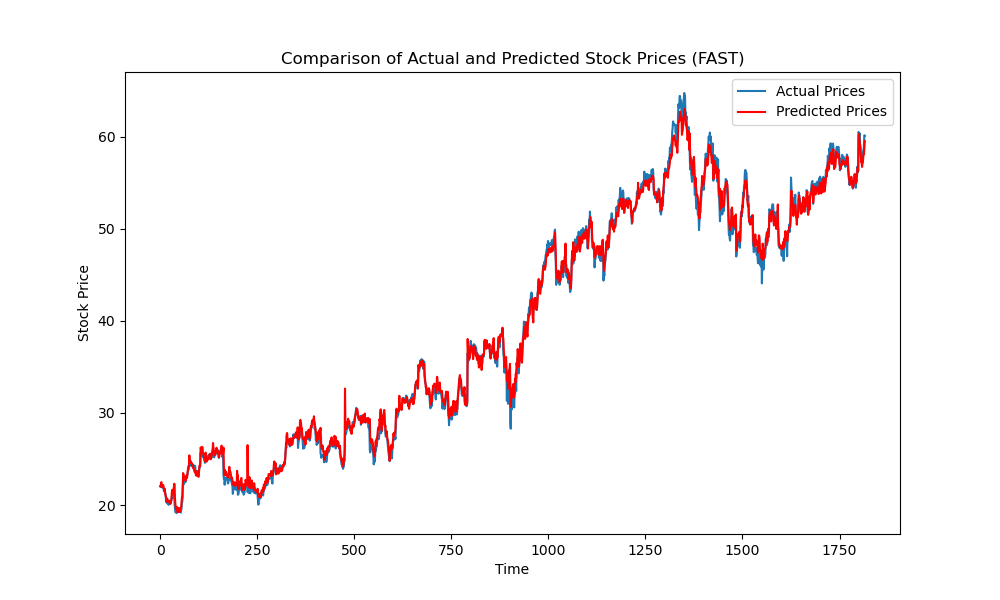 Comparison of Actual and Predicted Stock Prices (FAST)
Actual Prices
Predicted Prices
Stock Price
60
50
40
30
20
0
250
500
750
1000
1250
1500
1750
Time